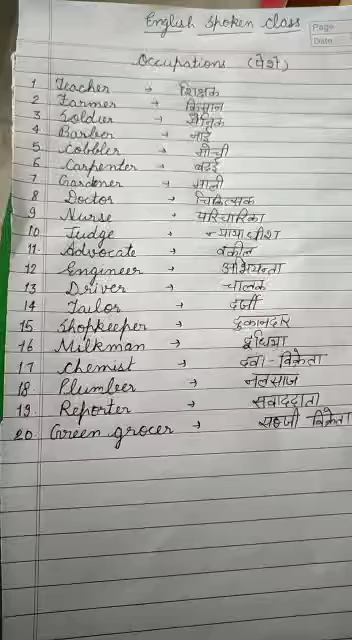 English Spoken Class
Page
Date
Occupations (पेशे)
1 Teacher → शिक्षक
2 Farmer → किसान
3 Soldier → सैनिक
4 Barber → नाई
5 Cobbler → मोची
6 Carpenter → बढ़ई
7 Gardener → माली
8 Doctor → चिकित्सक
9 Nurse → परिचारिका
10 Judge → न्यायाधीश
11. Advocate → वकील
12 Engineer → अभियन्ता
13 Driver → चालक
14 Tailor → दर्जी
15 Shopkeeper → दुकानदार
16 Milkman → दूधिया
17 Chemist → दवा-विक्रेता
18. Plumber → नलसाज
19. Reporter → संवाददाता
20. Green grocer → सब्जी विक्रेता